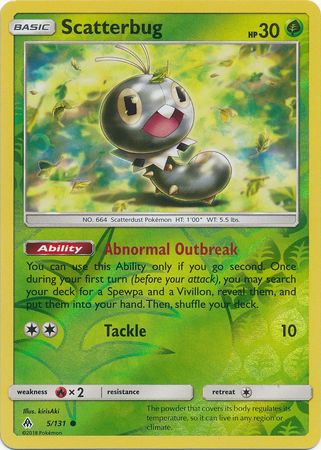 BASIC
Scatterbug
HP 30
NO. 664 Scatterdust Pokémon HT: 1'00" WT: 5.5 lbs.
Ability Abnormal Outbreak
You can use this Ability only if you go second. Once
during your first turn (before your attack), you may search
your deck for a Spewpa and a Vivillon, reveal them, and
put them into your hand. Then, shuffle your deck.
Tackle 10
weakness × 2 resistance retreat
Illus. kirisAki
5/131
©2018 Pokémon
The powder that covers its body regulates its
temperature, so it can live in any region or
climate.